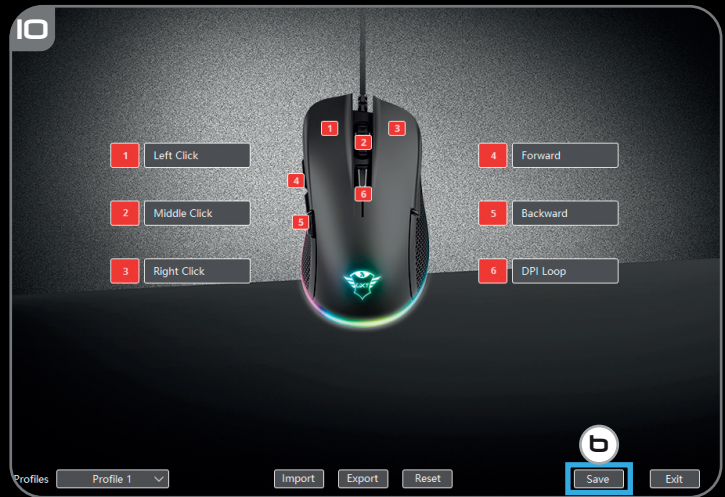 10
1
2
3
4
5
6
GXT
1 Left Click
4 Forward
2 Middle Click
5 Backward
3 Right Click
6 DPI Loop
b
Profiles Profile 1 Import Export Reset Save Exit